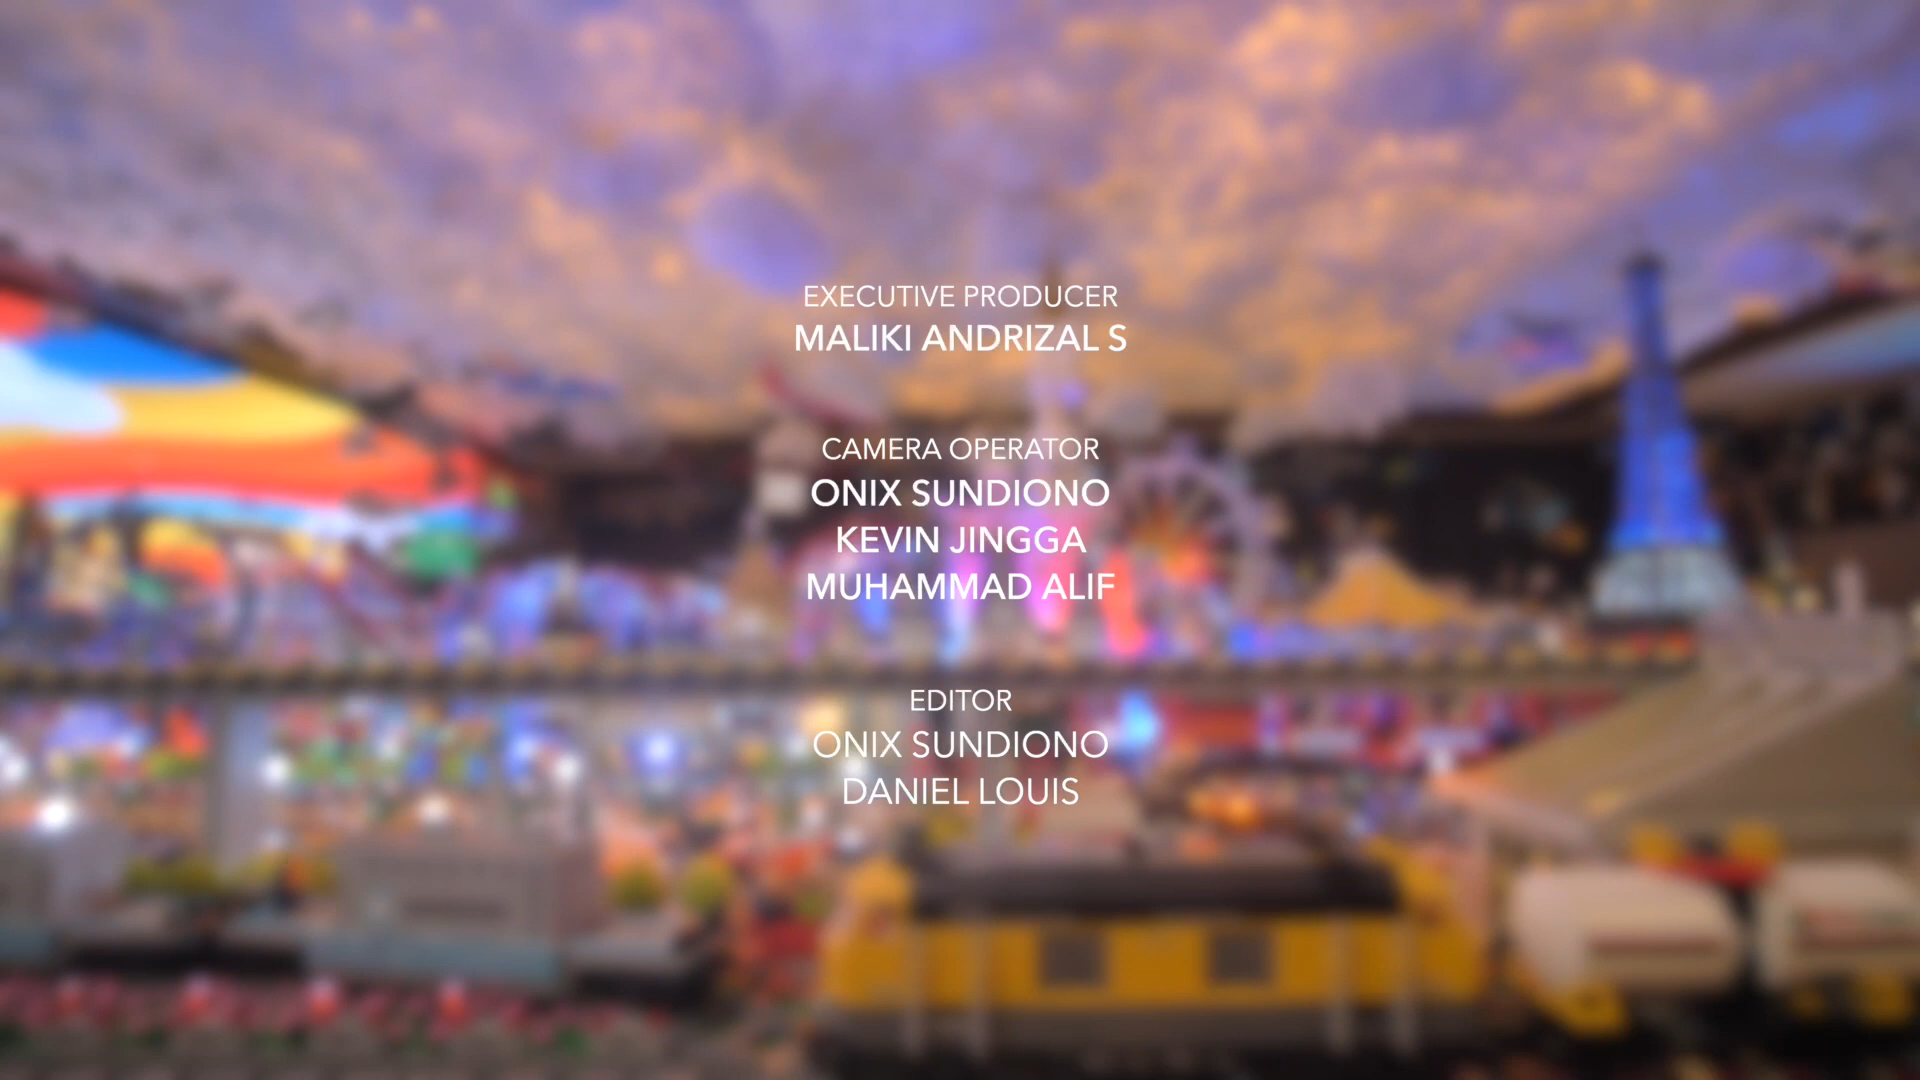 EXECUTIVE PRODUCER
MALIKI ANDRIZAL S
CAMERA OPERATOR
ONIX SUNDIONO
KEVIN JINGGA
MUHAMMAD ALIF
EDITOR
ONIX SUNDIONO
DANIEL LOUIS